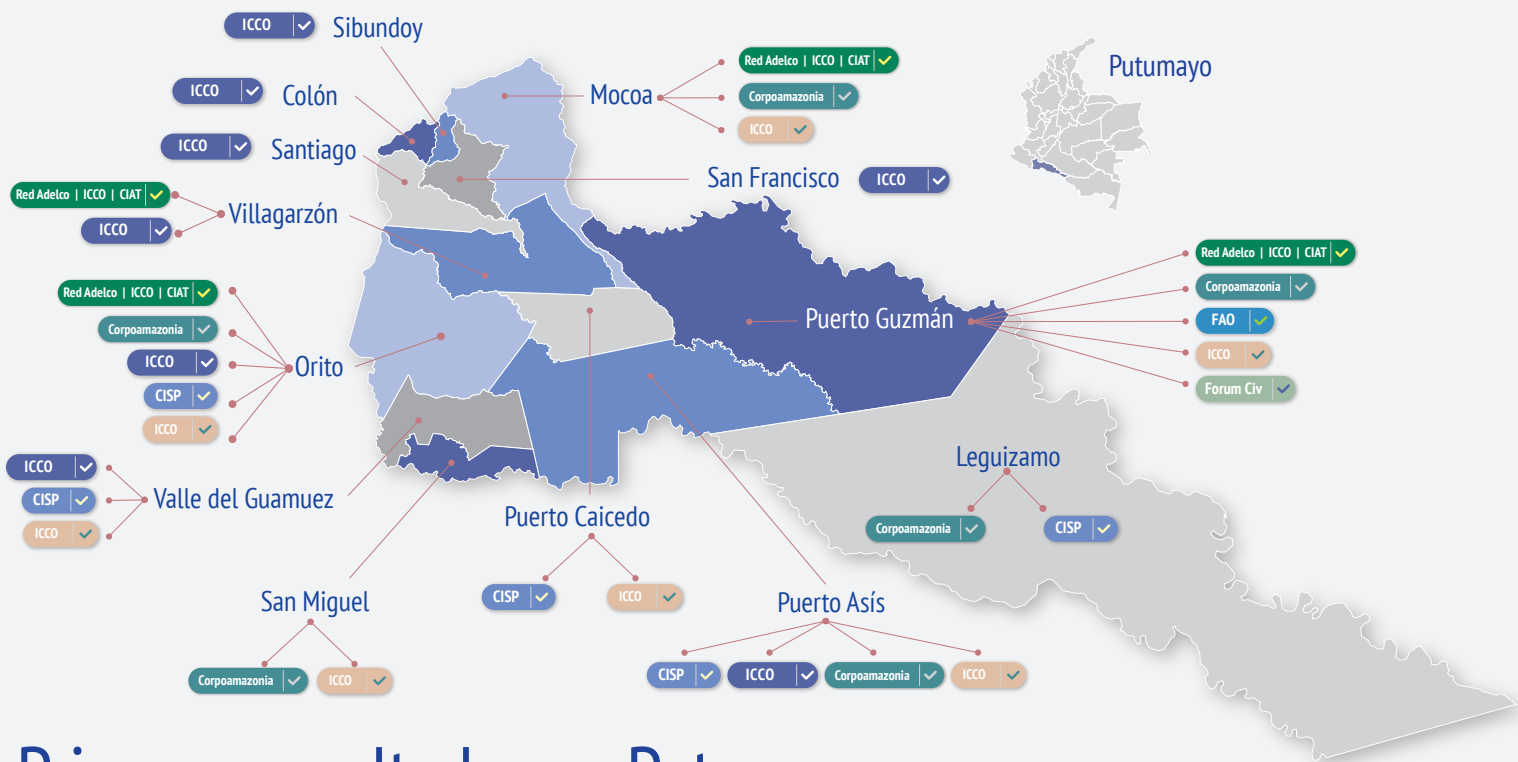 ICCO
Sibundoy
ICCO
Colón
ICCO
Santiago
Red Adelco | ICCO | CIAT
ICCO
Villagarzón
Mocoa
Red Adelco | ICCO | CIAT
Corpoamazonia
ICCO
San Francisco
ICCO
Putumayo
Red Adelco | ICCO | CIAT
Corpoamazonia
ICCO
CISP
ICCO
Orito
Puerto Guzmán
Red Adelco | ICCO | CIAT
Corpoamazonia
FAO
ICCO
Forum Civ
ICCO
CISP
ICCO
Valle del Guamuez
Leguizamo
Corpoamazonia
CISP
Puerto Caicedo
CISP
ICCO
San Miguel
Corpoamazonia
ICCO
Puerto Asís
CISP
ICCO
Corpoamazonia
ICCO